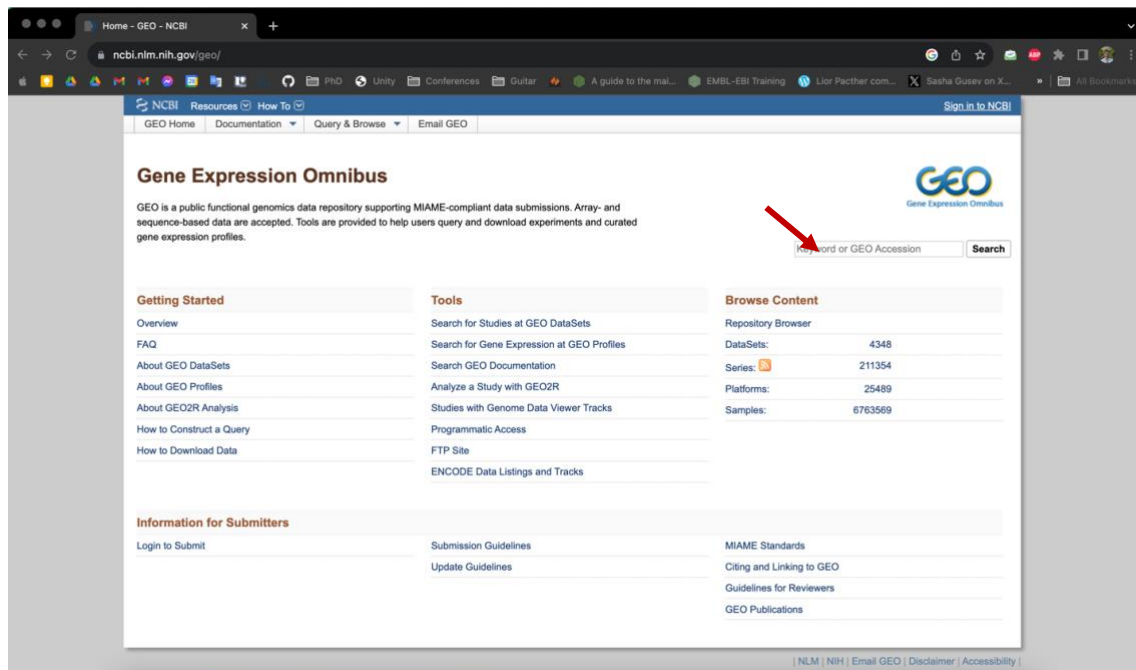 Home - GEO - NCBI
ncbi.nlm.nih.gov/geo/
PhD Unity Conferences Guitar A guide to the mai... EMBL-EBI Training Lior Pacther com... Sasha Gusev on X... » All Bookmarks
NCBI Resources How To Sign in to NCBI
GEO Home Documentation Query & Browse Email GEO
Gene Expression Omnibus
GEO
Gene Expression Omnibus
GEO is a public functional genomics data repository supporting MIAME-compliant data submissions. Array- and
sequence-based data are accepted. Tools are provided to help users query and download experiments and curated
gene expression profiles.
Keyword or GEO Accession Search
Getting Started Tools Browse Content
Overview Search for Studies at GEO DataSets Repository Browser
FAQ Search for Gene Expression at GEO Profiles DataSets: 4348
About GEO DataSets Search GEO Documentation Series: 211354
About GEO Profiles Analyze a Study with GEO2R Platforms: 25489
About GEO2R Analysis Studies with Genome Data Viewer Tracks Samples: 6763569
How to Construct a Query Programmatic Access
How to Download Data FTP Site
ENCODE Data Listings and Tracks
Information for Submitters
Login to Submit Submission Guidelines MIAME Standards
Update Guidelines Citing and Linking to GEO
Guidelines for Reviewers
GEO Publications
| NLM | NIH | Email GEO | Disclaimer | Accessibility |